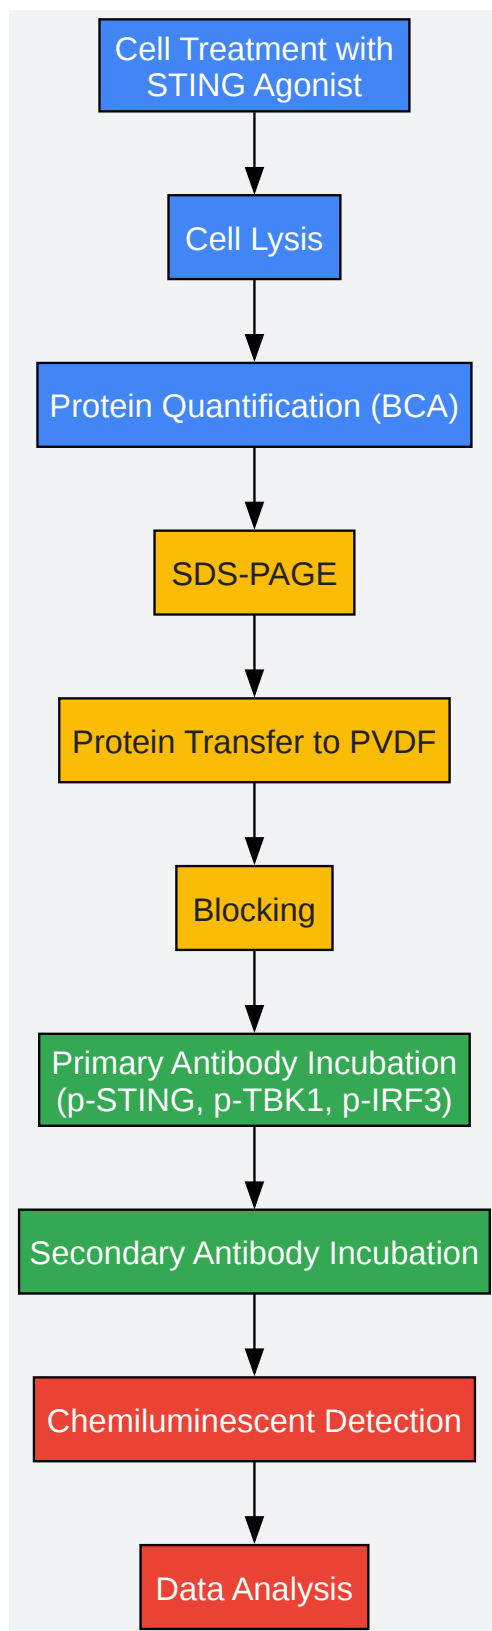 Cell Treatment with
STING Agonist
Cell Lysis
Protein Quantification (BCA)
SDS-PAGE
Protein Transfer to PVDF
Blocking
Primary Antibody Incubation
(p-STING, p-TBK1, p-IRF3)
Secondary Antibody Incubation
Chemiluminescent Detection
Data Analysis